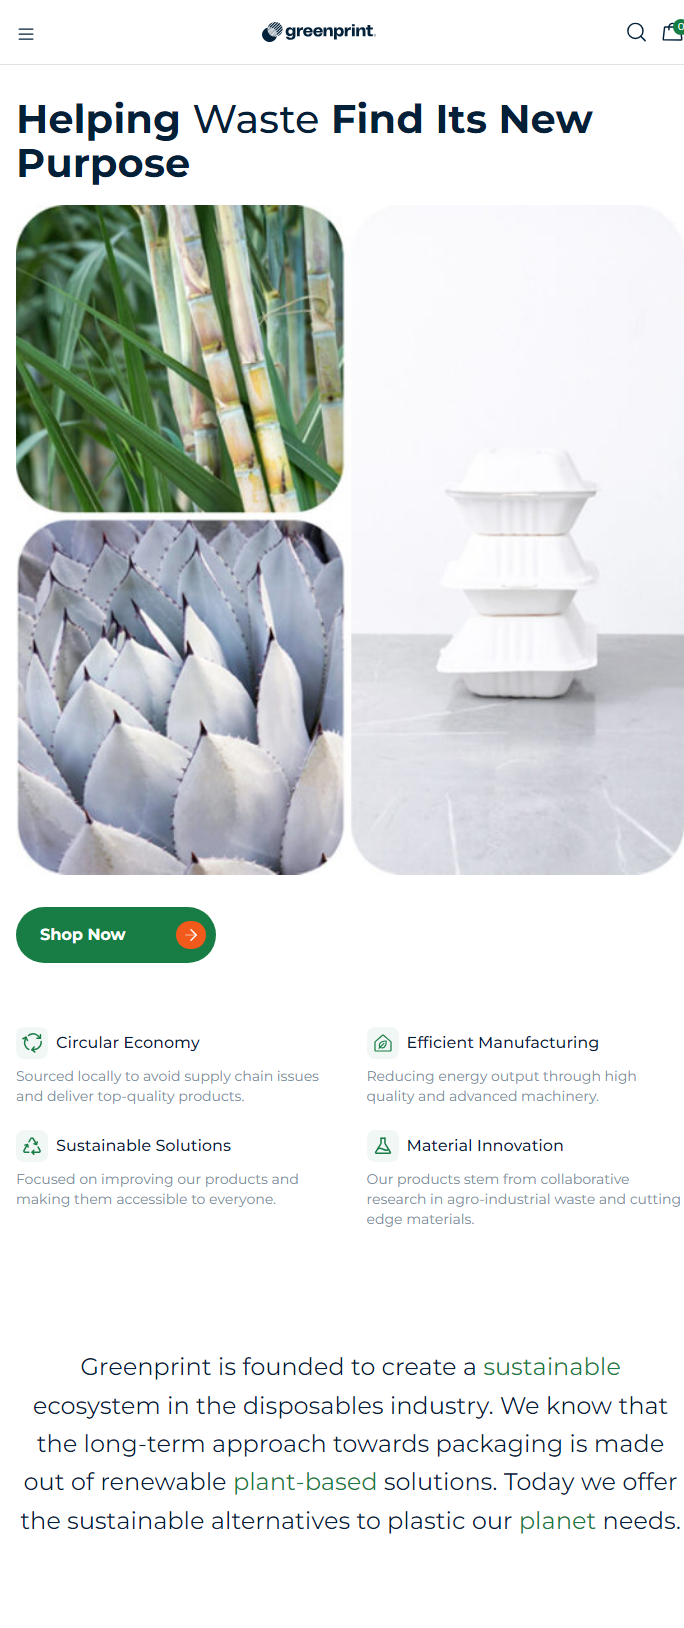 greenprint.
0
Helping Waste Find Its New
Purpose
Shop Now
Circular Economy
Sourced locally to avoid supply chain issues
and deliver top-quality products.
Efficient Manufacturing
Reducing energy output through high
quality and advanced machinery.
Sustainable Solutions
Focused on improving our products and
making them accessible to everyone.
Material Innovation
Our products stem from collaborative
research in agro-industrial waste and cutting
edge materials.
Greenprint is founded to create a sustainable
ecosystem in the disposables industry. We know that
the long-term approach towards packaging is made
out of renewable plant-based solutions. Today we offer
the sustainable alternatives to plastic our planet needs.